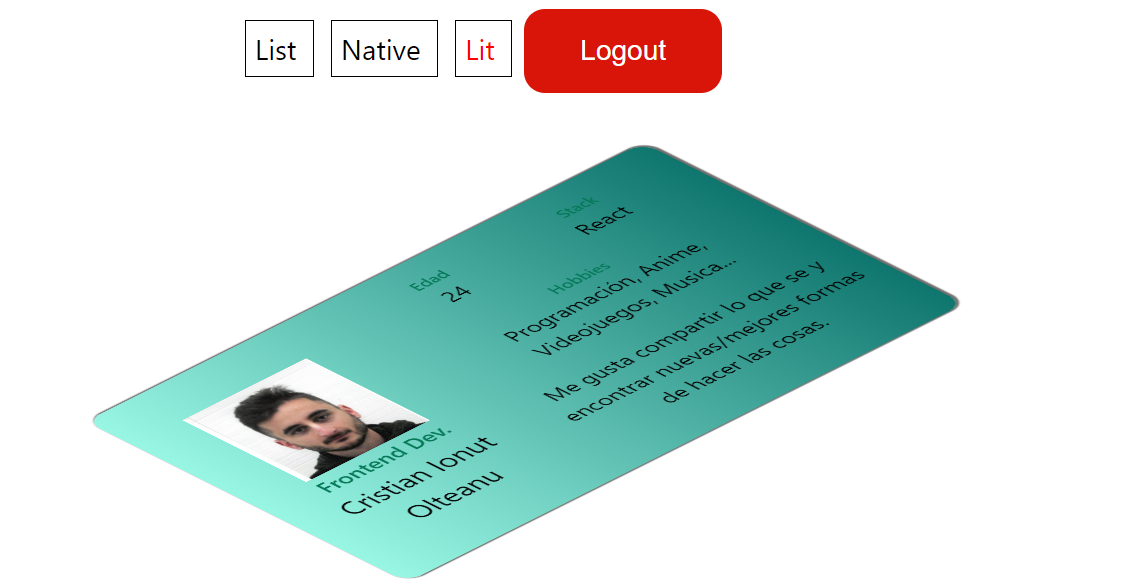 List
Native
Lit
Logout
Frontend Dev.
Cristian Ionut
Olteanu
Edad
24
Stack
React
Hobbies
Programación, Anime,
Videojuegos, Musica...
Me gusta compartir lo que se y
encontrar nuevas/mejores formas
de hacer las cosas.